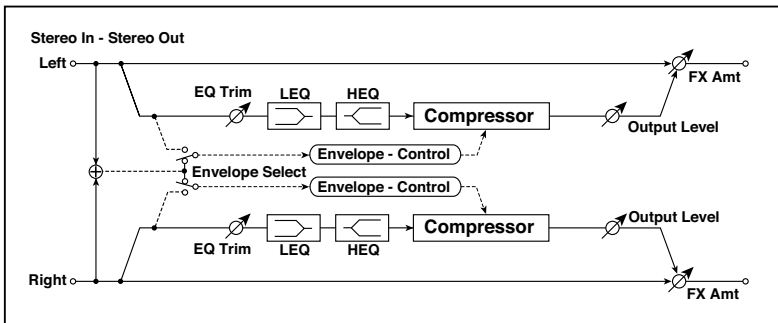 Stereo In - Stereo Out
Left
FX Amt
EQ Trim
LEQ
HEQ
Compressor
Output Level
Envelope - Control
Envelope Select
Envelope - Control
Output Level
EQ Trim
LEQ
HEQ
Compressor
Right
FX Amt